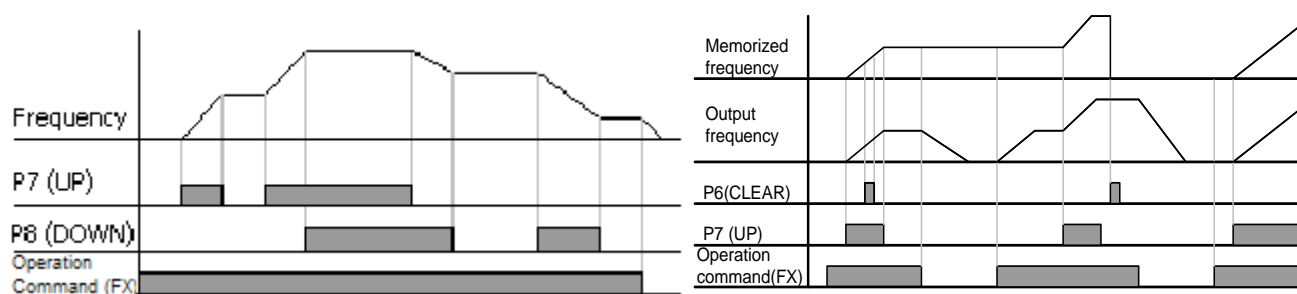 Frequency
P7 (UP)
P8 (DOWN)
Operation
Command (FX)
Memorized
frequency
Output
frequency
P6(CLEAR)
P7 (UP)
Operation
command(FX)